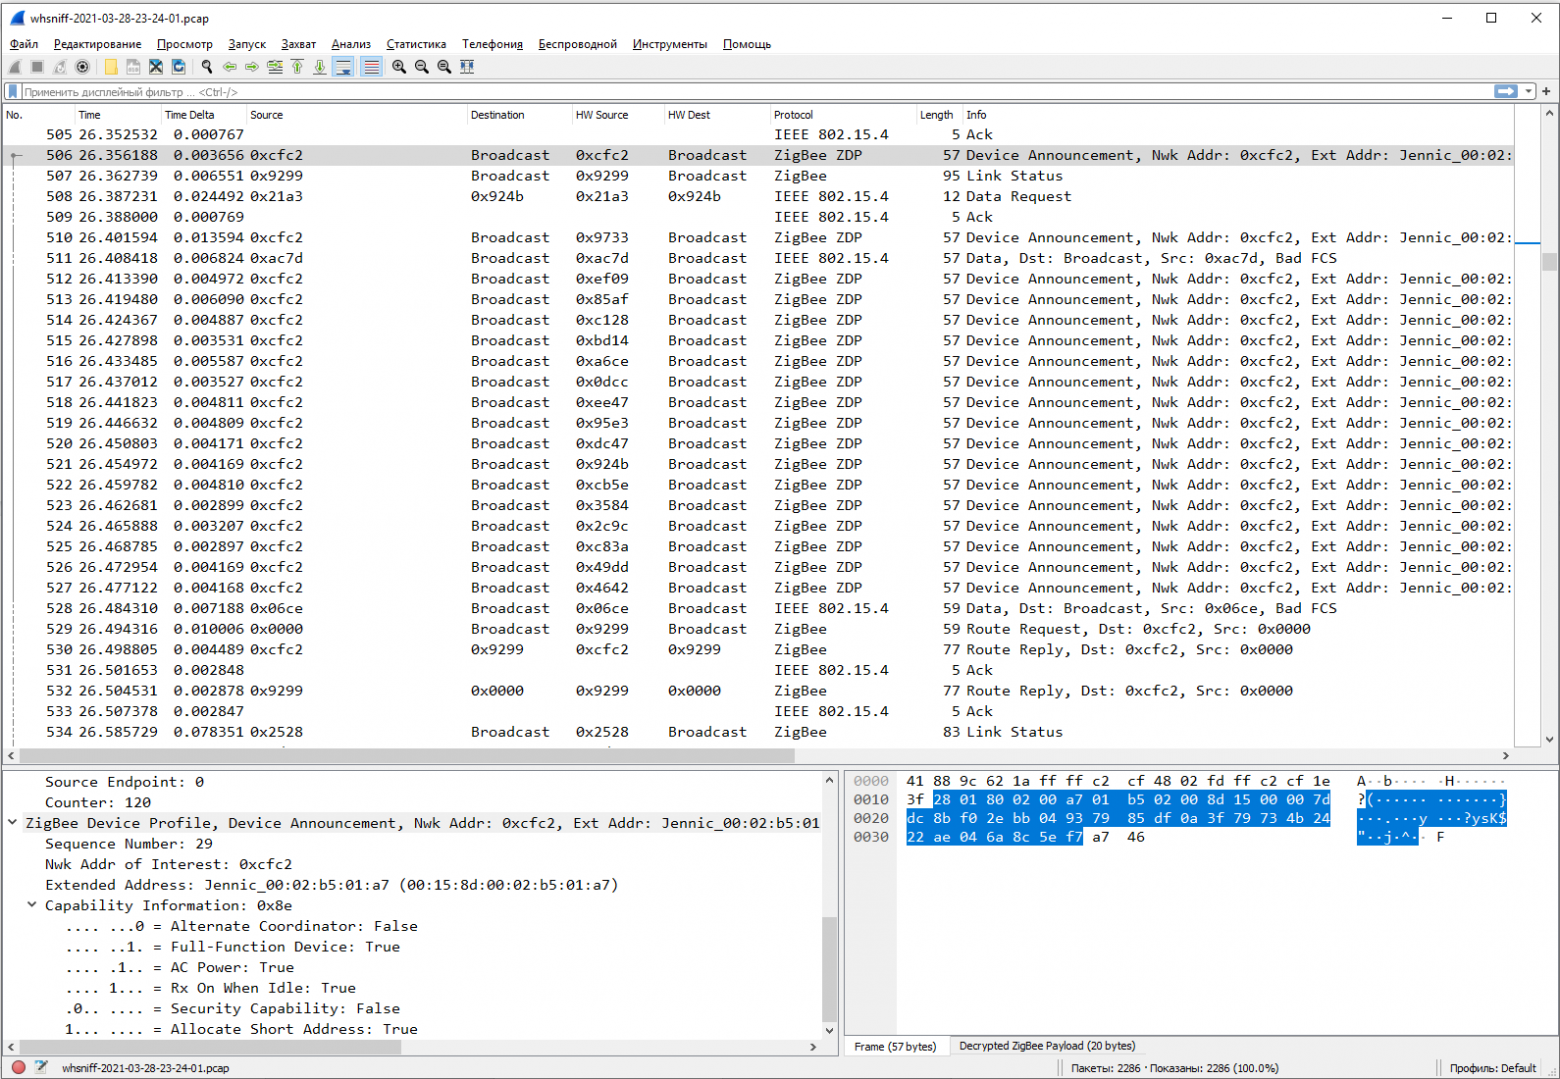 whsniff-2021-03-28-23-24-01.pcap
Файл Редактирование Просмотр Запуск Захват Анализ Статистика Телефония Беспроводной Инструменты Помощь
Применить дисплейный фильтр ... <Ctrl-/>
No. Time Time Delta Source Destination HW Source HW Dest Protocol Length Info
505 26.352532 0.000767 IEEE 802.15.4 5 Ack
506 26.356188 0.003656 0xcfc2 Broadcast 0xcfc2 Broadcast ZigBee ZDP 57 Device Announcement, Nwk Addr: 0xcfc2, Ext Addr: Jennic_00:02:
507 26.362739 0.006551 0x9299 Broadcast 0x9299 Broadcast ZigBee 95 Link Status
508 26.387231 0.024492 0x21a3 0x924b 0x21a3 0x924b IEEE 802.15.4 12 Data Request
509 26.388000 0.000769 IEEE 802.15.4 5 Ack
510 26.401594 0.013594 0xcfc2 Broadcast 0x9733 Broadcast ZigBee ZDP 57 Device Announcement, Nwk Addr: 0xcfc2, Ext Addr: Jennic_00:02:
511 26.408418 0.006824 0xac7d Broadcast 0xac7d Broadcast IEEE 802.15.4 57 Data, Dst: Broadcast, Src: 0xac7d, Bad FCS
512 26.413390 0.004972 0xcfc2 Broadcast 0xef09 Broadcast ZigBee ZDP 57 Device Announcement, Nwk Addr: 0xcfc2, Ext Addr: Jennic_00:02:
513 26.419480 0.006090 0xcfc2 Broadcast 0x85af Broadcast ZigBee ZDP 57 Device Announcement, Nwk Addr: 0xcfc2, Ext Addr: Jennic_00:02:
514 26.424367 0.004887 0xcfc2 Broadcast 0xc128 Broadcast ZigBee ZDP 57 Device Announcement, Nwk Addr: 0xcfc2, Ext Addr: Jennic_00:02:
515 26.427898 0.003531 0xcfc2 Broadcast 0xbd14 Broadcast ZigBee ZDP 57 Device Announcement, Nwk Addr: 0xcfc2, Ext Addr: Jennic_00:02:
516 26.433485 0.005587 0xcfc2 Broadcast 0xa6ce Broadcast ZigBee ZDP 57 Device Announcement, Nwk Addr: 0xcfc2, Ext Addr: Jennic_00:02:
517 26.437012 0.003527 0xcfc2 Broadcast 0x0dcc Broadcast ZigBee ZDP 57 Device Announcement, Nwk Addr: 0xcfc2, Ext Addr: Jennic_00:02:
518 26.441823 0.004811 0xcfc2 Broadcast 0xee47 Broadcast ZigBee ZDP 57 Device Announcement, Nwk Addr: 0xcfc2, Ext Addr: Jennic_00:02:
519 26.446632 0.004809 0xcfc2 Broadcast 0x95e3 Broadcast ZigBee ZDP 57 Device Announcement, Nwk Addr: 0xcfc2, Ext Addr: Jennic_00:02:
520 26.450803 0.004171 0xcfc2 Broadcast 0xdc47 Broadcast ZigBee ZDP 57 Device Announcement, Nwk Addr: 0xcfc2, Ext Addr: Jennic_00:02:
521 26.454972 0.004169 0xcfc2 Broadcast 0x924b Broadcast ZigBee ZDP 57 Device Announcement, Nwk Addr: 0xcfc2, Ext Addr: Jennic_00:02:
522 26.459782 0.004810 0xcfc2 Broadcast 0xcb5e Broadcast ZigBee ZDP 57 Device Announcement, Nwk Addr: 0xcfc2, Ext Addr: Jennic_00:02:
523 26.462681 0.002899 0xcfc2 Broadcast 0x3584 Broadcast ZigBee ZDP 57 Device Announcement, Nwk Addr: 0xcfc2, Ext Addr: Jennic_00:02:
524 26.465888 0.003207 0xcfc2 Broadcast 0x2c9c Broadcast ZigBee ZDP 57 Device Announcement, Nwk Addr: 0xcfc2, Ext Addr: Jennic_00:02:
525 26.468785 0.002897 0xcfc2 Broadcast 0xc83a Broadcast ZigBee ZDP 57 Device Announcement, Nwk Addr: 0xcfc2, Ext Addr: Jennic_00:02:
526 26.472954 0.004169 0xcfc2 Broadcast 0x49dd Broadcast ZigBee ZDP 57 Device Announcement, Nwk Addr: 0xcfc2, Ext Addr: Jennic_00:02:
527 26.477122 0.004168 0xcfc2 Broadcast 0x4642 Broadcast ZigBee ZDP 57 Device Announcement, Nwk Addr: 0xcfc2, Ext Addr: Jennic_00:02:
528 26.484310 0.007188 0x06ce Broadcast 0x06ce Broadcast IEEE 802.15.4 59 Data, Dst: Broadcast, Src: 0x06ce, Bad FCS
529 26.494316 0.010006 0x0000 Broadcast 0x9299 Broadcast ZigBee 59 Route Request, Dst: 0xcfc2, Src: 0x0000
530 26.498805 0.004489 0xcfc2 0x9299 0xcfc2 0x9299 ZigBee 77 Route Reply, Dst: 0xcfc2, Src: 0x0000
531 26.501653 0.002848 IEEE 802.15.4 5 Ack
532 26.504531 0.002878 0x9299 0x0000 0x9299 0x0000 ZigBee 77 Route Reply, Dst: 0xcfc2, Src: 0x0000
533 26.507378 0.002847 IEEE 802.15.4 5 Ack
534 26.585729 0.078351 0x2528 Broadcast 0x2528 Broadcast ZigBee 83 Link Status
Source Endpoint: 0
Counter: 120
ZigBee Device Profile, Device Announcement, Nwk Addr: 0xcfc2, Ext Addr: Jennic_00:02:b5:01
Sequence Number: 29
Nwk Addr of Interest: 0xcfc2
Extended Address: Jennic_00:02:b5:01:a7 (00:15:8d:00:02:b5:01:a7)
Capability Information: 0x8e
.... ...0 = Alternate Coordinator: False
.... ..1. = Full-Function Device: True
.... .1.. = AC Power: True
.... 1... = Rx On When Idle: True
.0.. .... = Security Capability: False
1... .... = Allocate Short Address: True
0000 41 88 9c 62 1a ff ff c2 cf 48 02 fd ff c2 cf 1e A··b···· ·H······
0010 3f 28 01 80 02 00 a7 01 b5 02 00 8d 15 00 00 7d ?(······ ·······}
0020 dc 8b f0 2e bb 04 93 79 85 df 0a 3f 79 73 4b 24 ···.···y ···?ysK$
0030 22 ae 04 6a 8c 5e f7 a7 46 "··j·^·· F
Frame (57 bytes) Decrypted ZigBee Payload (20 bytes)
whsniff-2021-03-28-23-24-01.pcap Пакеты: 2286 · Показаны: 2286 (100.0%) Профиль: Default